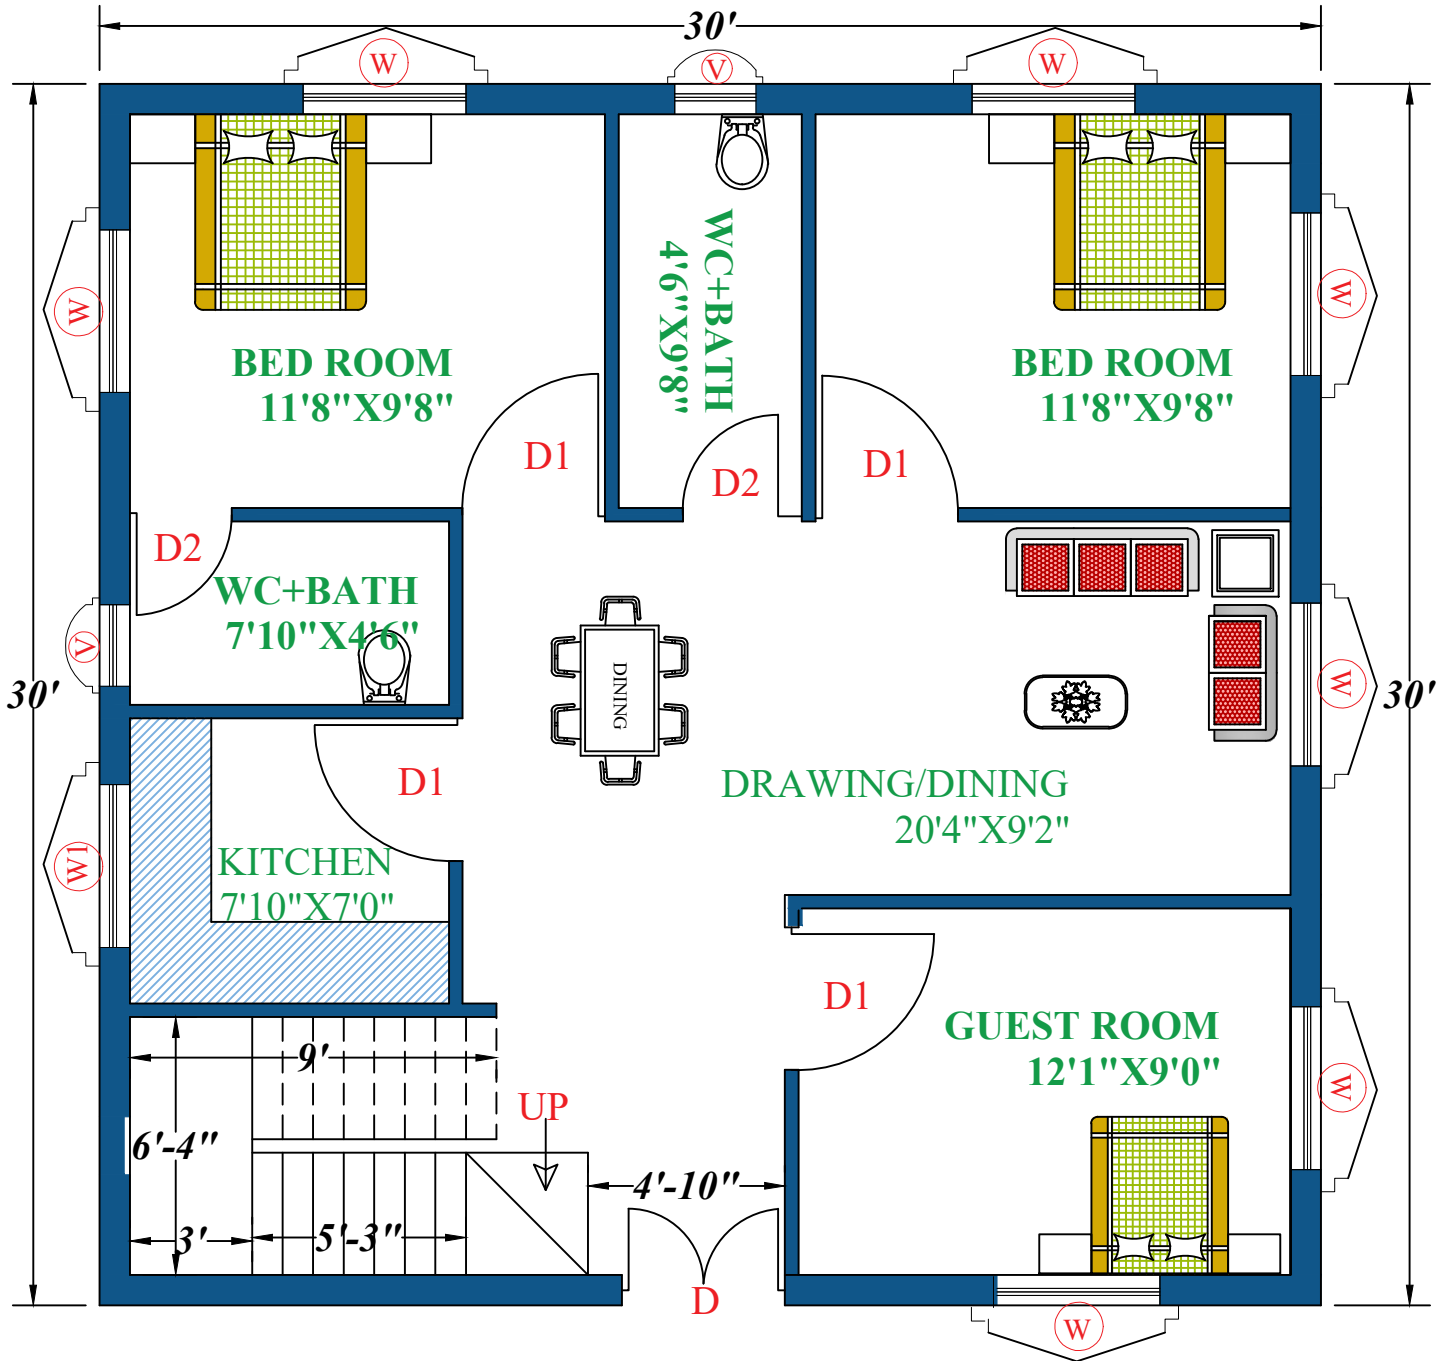 30'
W
V
W
W
W
WC+BATH
4'6"X9'8"
BED ROOM
11'8"X9'8"
BED ROOM
11'8"X9'8"
D1
D2
D1
D2
WC+BATH
7'10"X4'6"
V
30'
W
30'
DINING
DRAWING/DINING
20'4"X9'2"
D1
W1
KITCHEN
7'10"X7'0"
D1
GUEST ROOM
12'1"X9'0"
9'
W
UP
6'-4"
4'-10"
3'
5'-3"
D
W